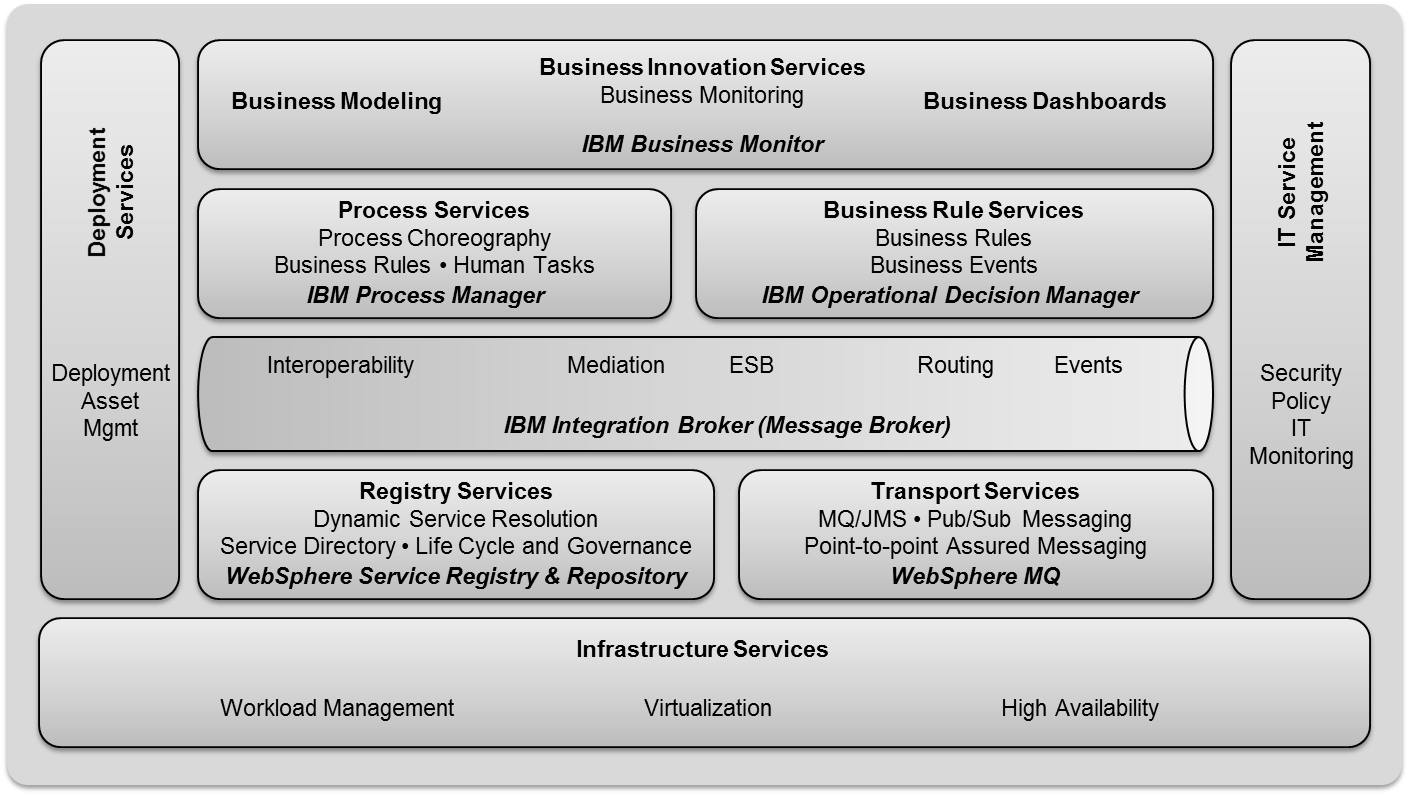 Deployment
Services
Deployment
Asset
Mgmt
Business Innovation Services
Business Modeling
Business Monitoring
Business Dashboards
IBM Business Monitor
Process Services
Process Choreography
Business Rules • Human Tasks
IBM Process Manager
Business Rule Services
Business Rules
Business Events
IBM Operational Decision Manager
Interoperability Mediation ESB Routing Events
IBM Integration Broker (Message Broker)
Registry Services
Dynamic Service Resolution
Service Directory • Life Cycle and Governance
WebSphere Service Registry & Repository
Transport Services
MQ/JMS • Pub/Sub Messaging
Point-to-point Assured Messaging
WebSphere MQ
IT Service
Management
Security
Policy
IT
Monitoring
Infrastructure Services
Workload Management Virtualization High Availability